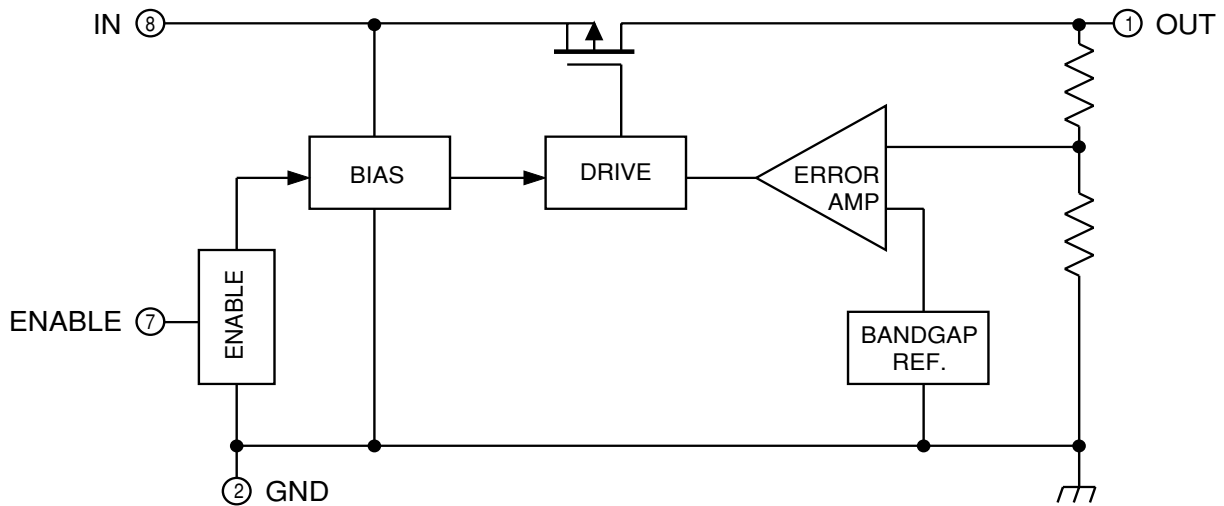 IN 8
1 OUT
BIAS
DRIVE
ERROR
AMP
ENABLE
ENABLE 7
BANDGAP
REF.
2 GND